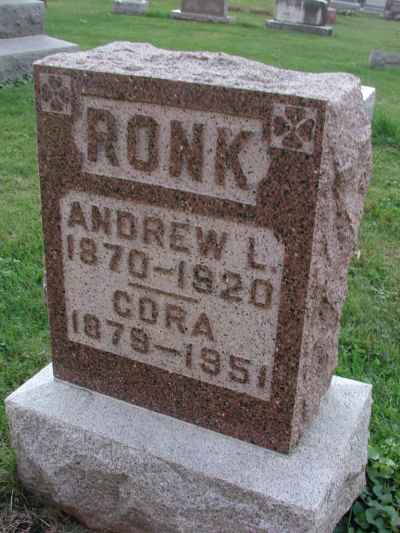 RONK
ANDREW L.
1870-1920
CORA
1879-1951